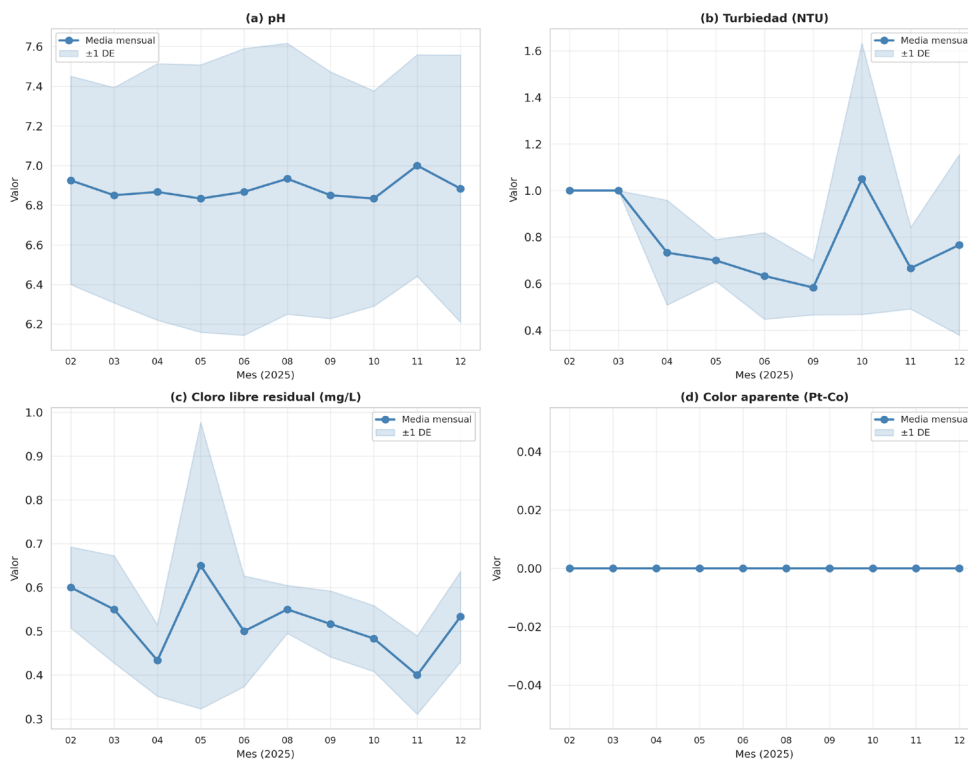 (a) pH
Media mensual
±1 DE
7.6
7.4
7.2
7.0
6.8
6.6
6.4
6.2
Valor
02 03 04 05 06 08 09 10 11 12
Mes (2025)
(b) Turbiedad (NTU)
Media mensua
±1 DE
1.6
1.4
1.2
1.0
0.8
0.6
0.4
Valor
02 03 04 05 06 09 10 11 12
Mes (2025)
(c) Cloro libre residual (mg/L)
Media mensual
±1 DE
1.0
0.9
0.8
0.7
0.6
0.5
0.4
0.3
Valor
02 03 04 05 06 08 09 10 11 12
Mes (2025)
(d) Color aparente (Pt-Co)
Media mensua
±1 DE
0.04
0.02
0.00
−0.02
−0.04
Valor
02 03 04 05 06 08 09 10 11 12
Mes (2025)